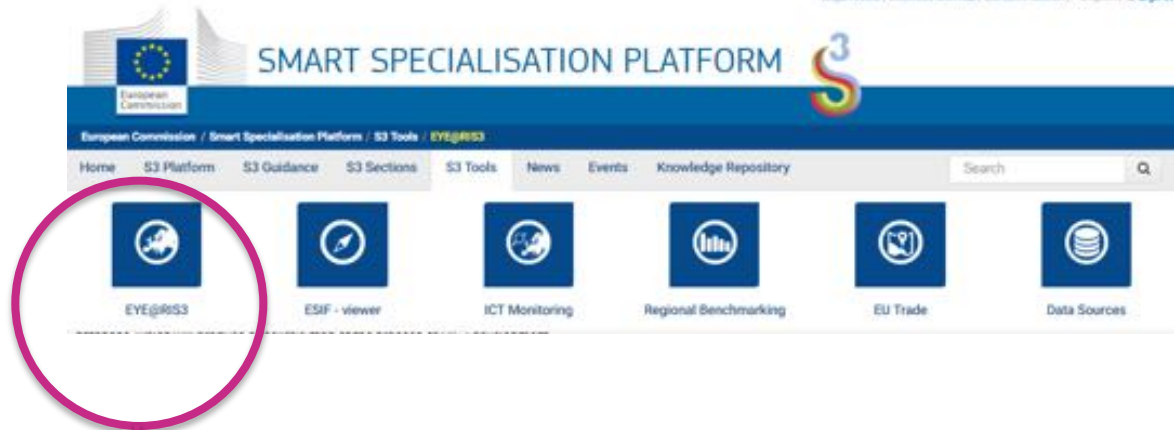 SMART SPECIALISATION PLATFORM
S3
European
Commission
European Commission / Smart Specialisation Platform / S3 Tools / EYE@RIS3
Home S3 Platform S3 Guidance S3 Sections S3 Tools News Events Knowledge Repository Search
EYE@RIS3 ESIF - viewer ICT Monitoring Regional Benchmarking EU Trade Data Sources